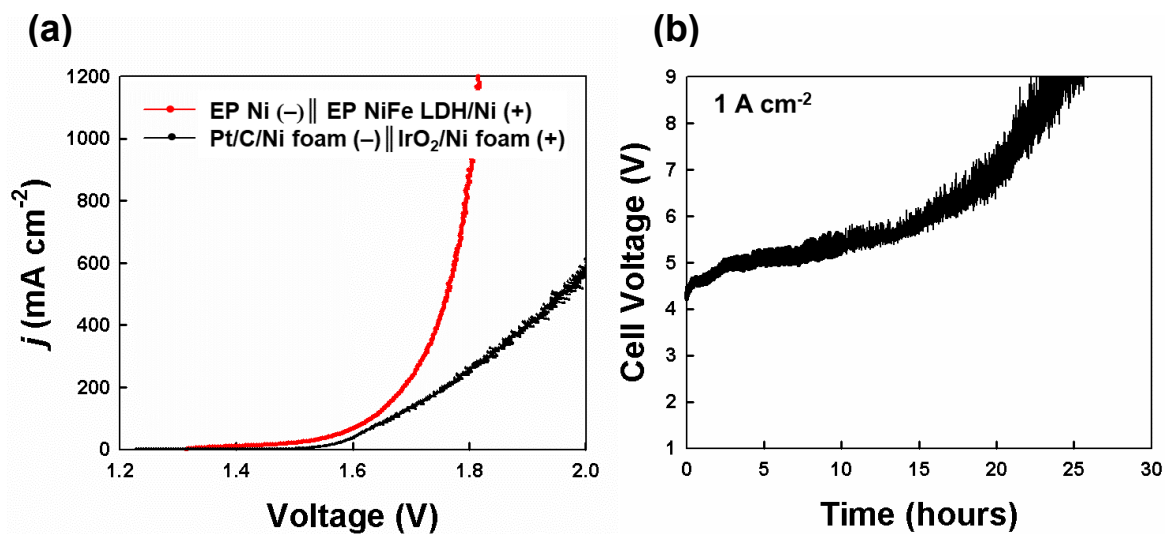 (a)
1200
1000
800
600
400
200
0
j (mA cm-2)
EP Ni (–) ‖ EP NiFe LDH/Ni (+)
Pt/C/Ni foam (–) ‖ IrO2/Ni foam (+)
1.2 1.4 1.6 1.8 2.0
Voltage (V)
(b)
9
8
7
6
5
4
3
2
1
Cell Voltage (V)
1 A cm-2
0 5 10 15 20 25 30
Time (hours)